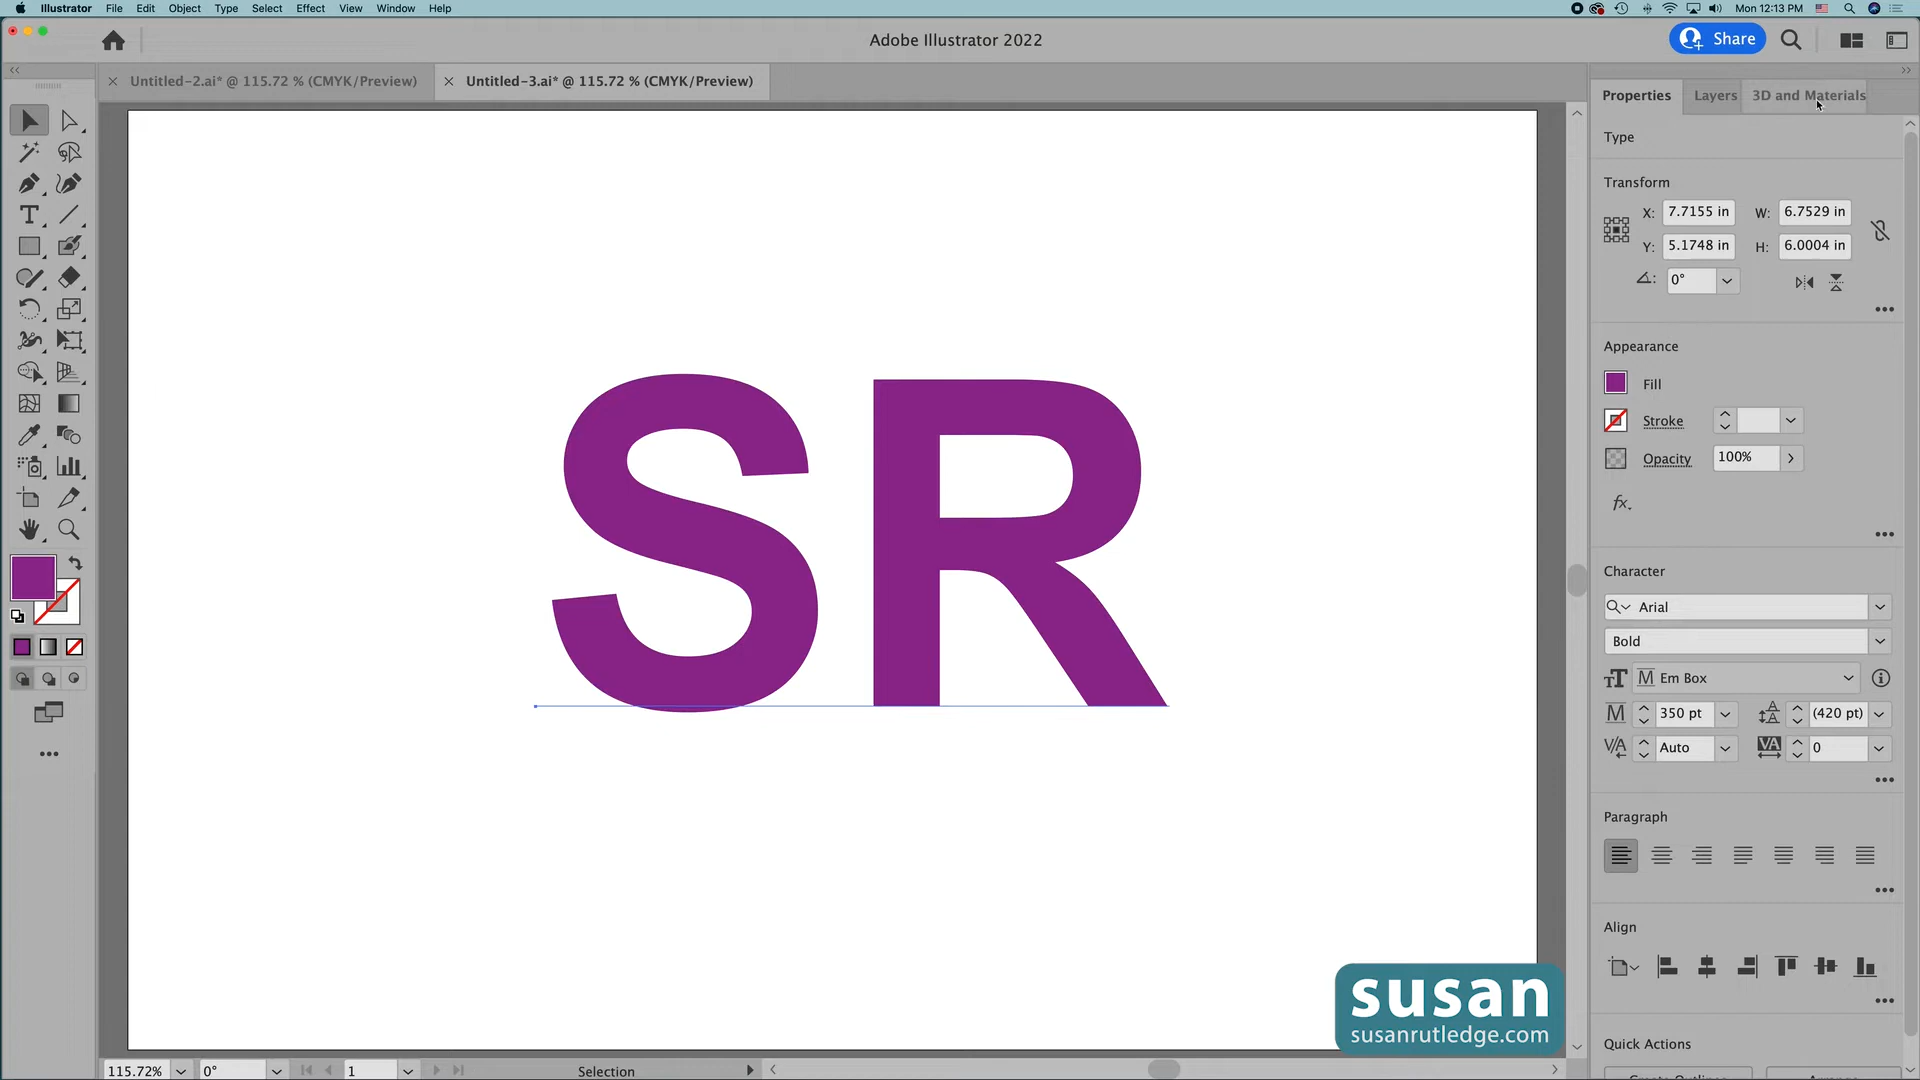 Illustrator File Edit Object Type Select Effect View Window Help
Mon 12:13 PM
Adobe Illustrator 2022
Share
Untitled-2.ai* @ 115.72 % (CMYK/Preview)
Untitled-3.ai* @ 115.72 % (CMYK/Preview)
Properties Layers 3D and Materials
Type
Transform
X: 7.7155 in W: 6.7529 in
Y: 5.1748 in H: 6.0004 in
0°
Appearance
Fill
Stroke
Opacity 100%
fx.
Character
Arial
Bold
Em Box
350 pt (420 pt)
Auto 0
Paragraph
Align
Quick Actions
SR
susan
susanrutledge.com
115.72% 0° 1 Selection